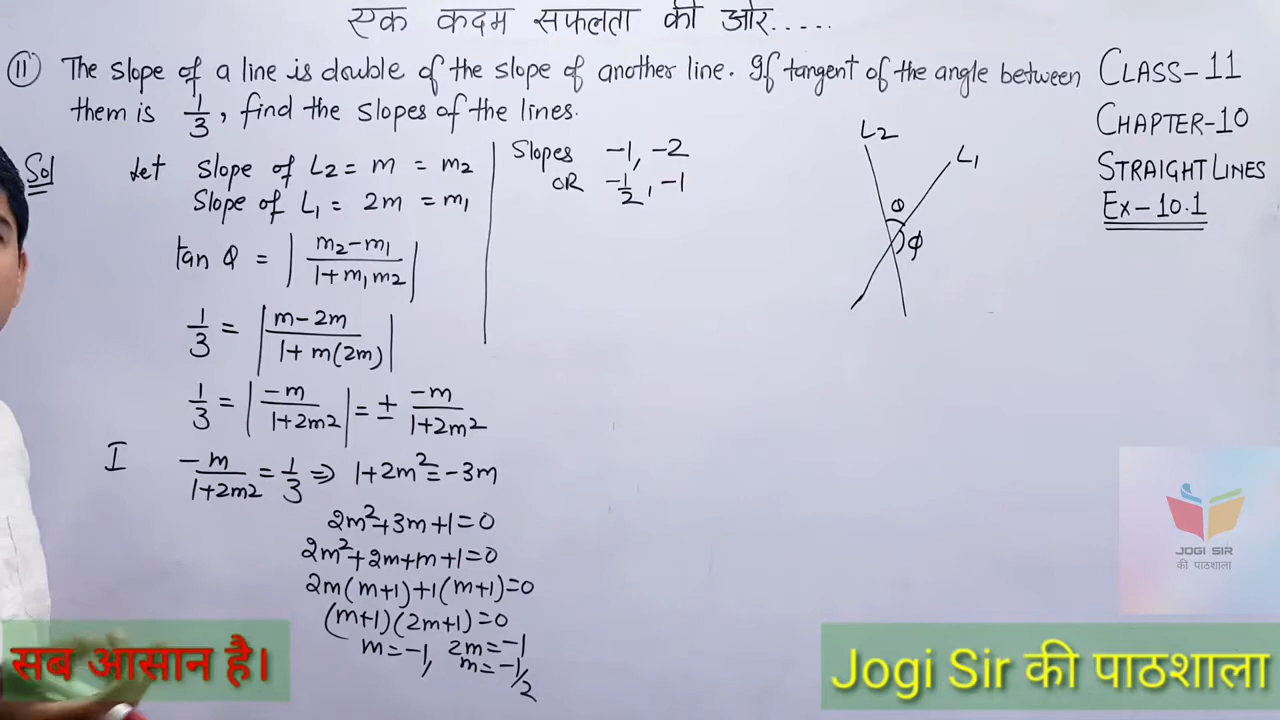 एक कदम सफलता की ओर.....
(11) The slope of a line is double of the slope of another line. If tangent of the angle between
them is 1/3, find the slopes of the lines.
Sol Let Slope of L2 = m = m2
Slope of L1 = 2m = m1
tan θ = | m2-m1 / 1+m1m2 |
1/3 = | m-2m / 1+m(2m) |
1/3 = | -m / 1+2m2 | = ± -m / 1+2m2
I -m / 1+2m2 = 1/3 ⇒ 1+2m² = -3m
2m²+3m+1=0
2m²+2m+m+1=0
2m(m+1)+1(m+1)=0
(m+1)(2m+1)=0
m=-1, 2m=-1
m=-1/2
Slopes -1, -2
OR -1/2, -1
L2
L1
θ
φ
CLASS-11
CHAPTER-10
STRAIGHT LINES
Ex-10.1
JOGI SIR
की पाठशाला
सब आसान है।
Jogi Sir की पाठशाला